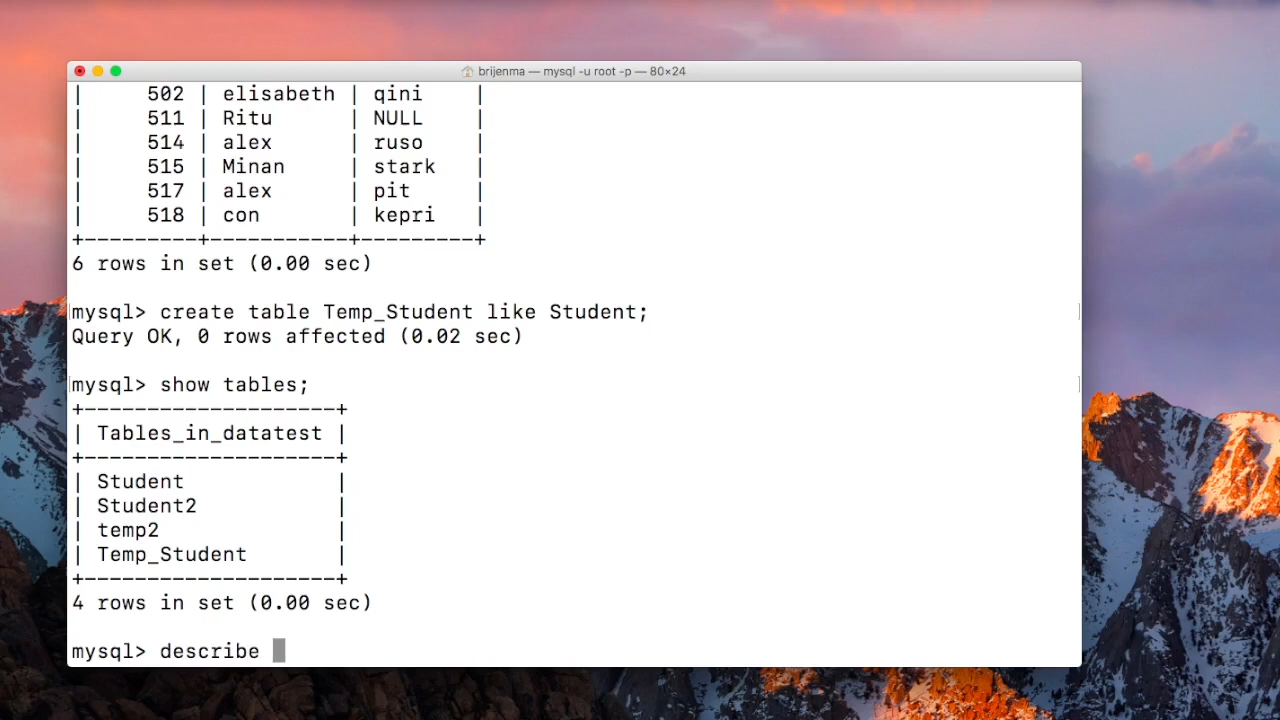 brijenma — mysql -u root -p — 80×24
| 502 | elisabeth | qini |
| 511 | Ritu | NULL |
| 514 | alex | ruso |
| 515 | Minan | stark |
| 517 | alex | pit |
| 518 | con | kepri |
+---------+-----------+---------+
6 rows in set (0.00 sec)
mysql> create table Temp_Student like Student;
Query OK, 0 rows affected (0.02 sec)
mysql> show tables;
+--------------------+
| Tables_in_datatest |
+--------------------+
| Student |
| Student2 |
| temp2 |
| Temp_Student |
+--------------------+
4 rows in set (0.00 sec)
mysql> describe